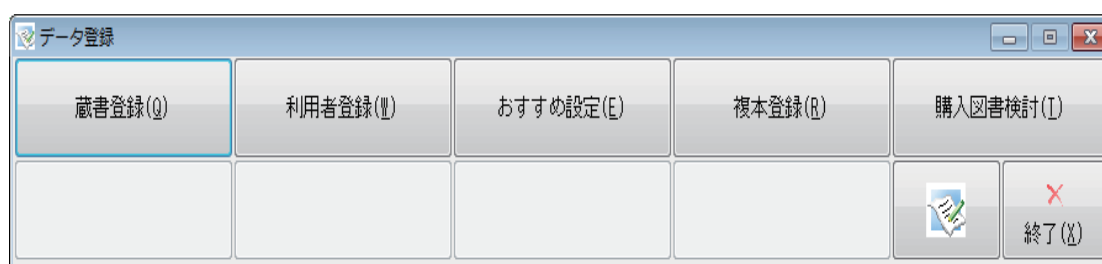 データ登録
蔵書登録(Q)
利用者登録(W)
おすすめ設定(E)
複本登録(R)
購入図書検討(T)
終了(X)